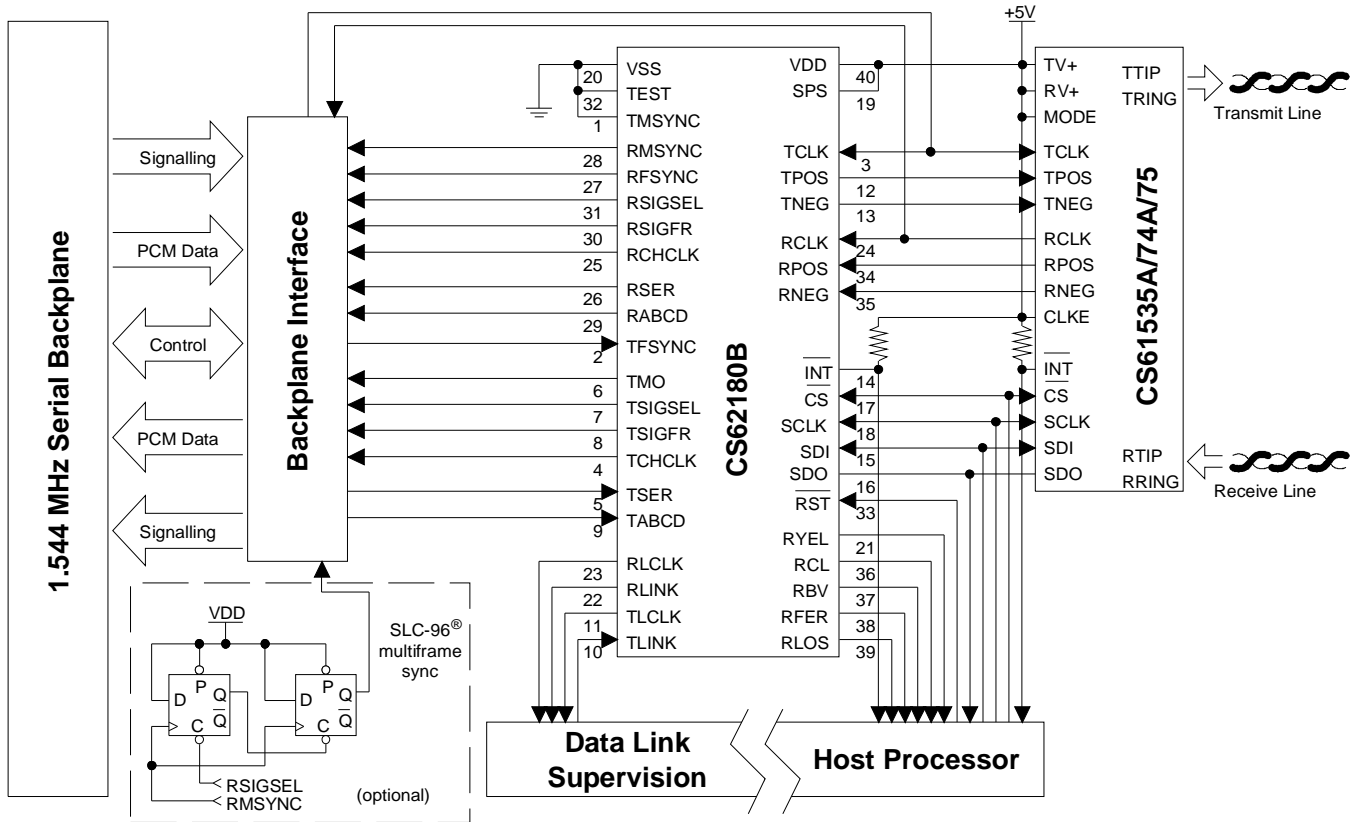 1.544 MHz Serial Backplane
Signalling
PCM Data
Control
PCM Data
Signalling
Backplane Interface
VDD
SLC-96®
multiframe
sync
P
D
Q
C
Q
P
D
Q
C
Q
RSIGSEL
RMSYNC
(optional)
CS62180B
VSS
20
TEST
32
TMSYNC
1
RMSYNC
28
RFSYNC
27
RSIGSEL
31
RSIGFR
30
RCHCLK
25
RSER
26
RABCD
29
TFSYNC
2
TMO
6
TSIGSEL
7
TSIGFR
8
TCHCLK
4
TSER
5
TABCD
9
RLCLK
23
RLINK
22
TLCLK
11
TLINK
10
VDD
40
SPS
19
TCLK
3
TPOS
12
TNEG
13
RCLK
24
RPOS
34
RNEG
35
INT
14
CS
17
SCLK
18
SDI
15
SDO
16
RST
33
RYEL
21
RCL
36
RBV
37
RFER
38
RLOS
39
+5V
CS61535A/74A/75
TV+
RV+
MODE
TCLK
TPOS
TNEG
RCLK
RPOS
RNEG
CLKE
INT
CS
SCLK
SDI
SDO
TTIP
TRING
Transmit Line
RTIP
RRING
Receive Line
Data Link
Supervision
Host Processor